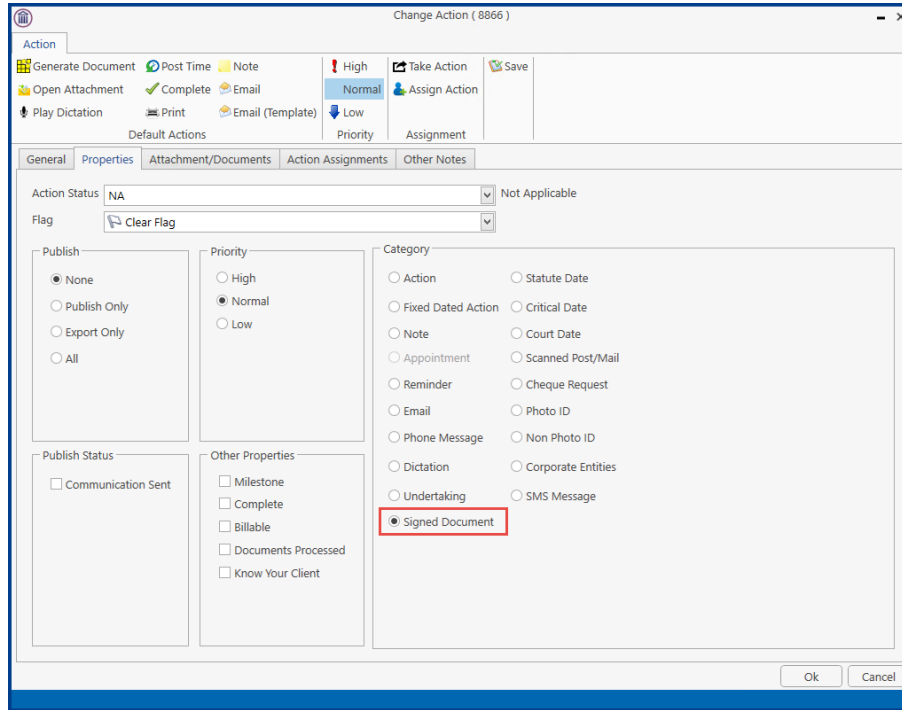 Change Action ( 8866 )
Action
Generate Document Post Time Note High Take Action Save
Open Attachment Complete Email Normal Assign Action
Play Dictation Print Email (Template) Low
Default Actions Priority Assignment
General Properties Attachment/Documents Action Assignments Other Notes
Action Status NA Not Applicable
Flag Clear Flag
Publish
None
Publish Only
Export Only
All
Priority
High
Normal
Low
Category
Action Statute Date
Fixed Dated Action Critical Date
Note Court Date
Appointment Scanned Post/Mail
Reminder Cheque Request
Email Photo ID
Phone Message Non Photo ID
Dictation Corporate Entities
Undertaking SMS Message
Signed Document
Publish Status
Communication Sent
Other Properties
Milestone
Complete
Billable
Documents Processed
Know Your Client
Ok Cancel